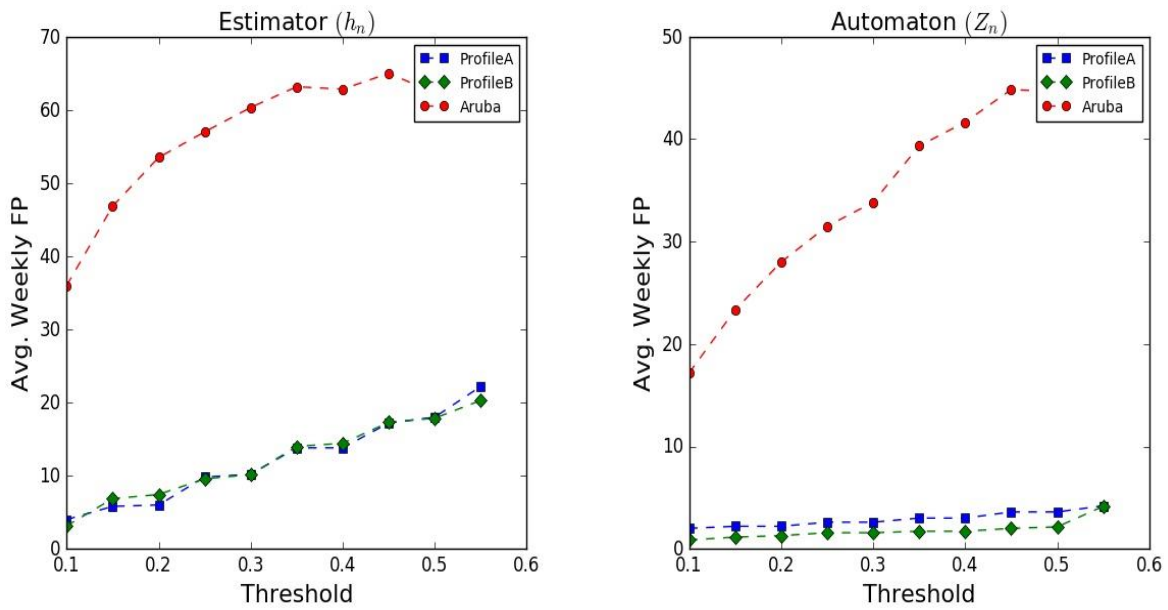 Estimator (hₙ)
70
60
50
40
30
20
10
0
Avg. Weekly FP
0.1 0.2 0.3 0.4 0.5 0.6
Threshold
ProfileA
ProfileB
Aruba
Automaton (Zₙ)
50
40
30
20
10
0
Avg. Weekly FP
0.1 0.2 0.3 0.4 0.5 0.6
Threshold
ProfileA
ProfileB
Aruba